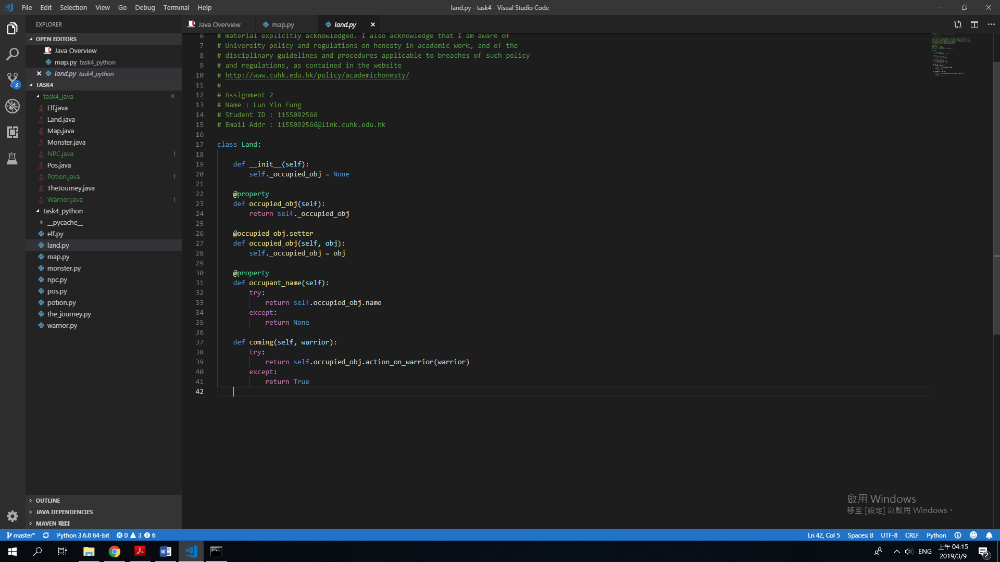 File Edit Selection View Go Debug Terminal Help
land.py - task4 - Visual Studio Code
EXPLORER
OPEN EDITORS
Java Overview
map.py task4_python
land.py task4_python
3
TASK4
task4_java
Elf.java
Land.java
Map.java
Monster.java
NPC.java 1
Pos.java
Potion.java 1
TheJourney.java
Warrior.java 1
task4_python
__pycache__
elf.py
land.py
map.py
monster.py
npc.py
pos.py
potion.py
the_journey.py
warrior.py
OUTLINE
JAVA DEPENDENCIES
MAVEN 项目
Java Overview map.py land.py
6 # material explicitly acknowledged. I also acknowledge that I am aware of
7 # University policy and regulations on honesty in academic work, and of the
8 # disciplinary guidelines and procedures applicable to breaches of such policy
9 # and regulations, as contained in the website
10 # http://www.cuhk.edu.hk/policy/academichonesty/
11 #
12 # Assignment 2
13 # Name : Lun Yin Fung
14 # Student ID : 1155092566
15 # Email Addr : 1155092566@link.cuhk.edu.hk
16
17 class Land:
18
19     def __init__(self):
20         self._occupied_obj = None
21
22     @property
23     def occupied_obj(self):
24         return self._occupied_obj
25
26     @occupied_obj.setter
27     def occupied_obj(self, obj):
28         self._occupied_obj = obj
29
30     @property
31     def occupant_name(self):
32         try:
33             return self.occupied_obj.name
34         except:
35             return None
36
37     def coming(self, warrior):
38         try:
39             return self.occupied_obj.action_on_warrior(warrior)
40         except:
41             return True
42
啟用 Windows
移至 [設定] 以啟用 Windows。
master* Python 3.6.8 64-bit 0 3 6
Ln 42, Col 5 Spaces: 8 UTF-8 CRLF Python
ENG
上午 04:15
2019/3/9
2